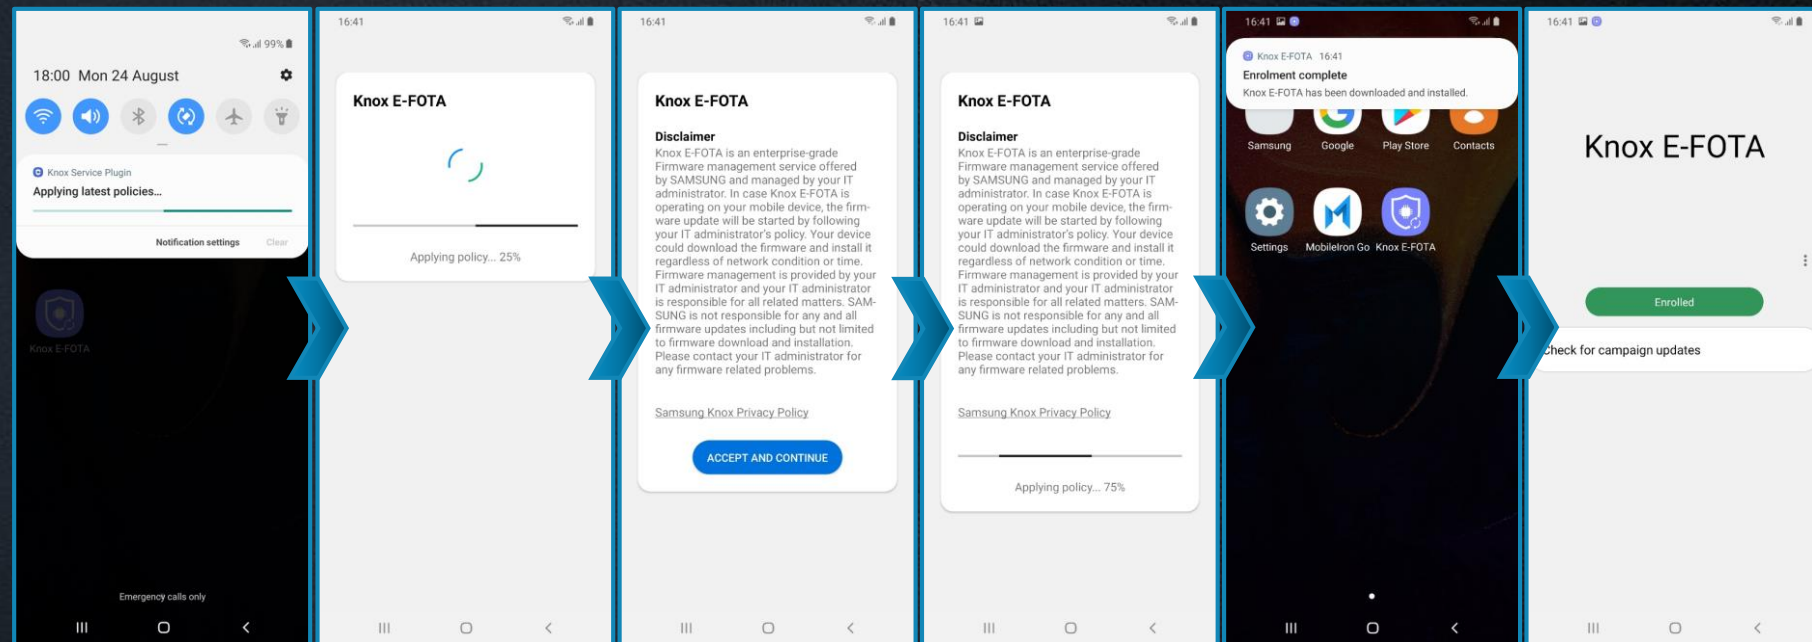 99%
18:00 Mon 24 August
Knox Service Plugin
Applying latest policies...
Notification settings Clear
Knox E-FOTA
Emergency calls only
16:41
Knox E-FOTA
Applying policy... 25%
16:41
Knox E-FOTA
Disclaimer
Knox E-FOTA is an enterprise-grade
Firmware management service offered
by SAMSUNG and managed by your IT
administrator. In case Knox E-FOTA is
operating on your mobile device, the firm-
ware update will be started by following
your IT administrator's policy. Your device
could download the firmware and install it
regardless of network condition or time.
Firmware management is provided by your
IT administrator and your IT administrator
is responsible for all related matters. SAM-
SUNG is not responsible for any and all
firmware updates including but not limited
to firmware download and installation.
Please contact your IT administrator for
any firmware related problems.
Samsung Knox Privacy Policy
ACCEPT AND CONTINUE
16:41
Knox E-FOTA
Disclaimer
Knox E-FOTA is an enterprise-grade
Firmware management service offered
by SAMSUNG and managed by your IT
administrator. In case Knox E-FOTA is
operating on your mobile device, the firm-
ware update will be started by following
your IT administrator's policy. Your device
could download the firmware and install it
regardless of network condition or time.
Firmware management is provided by your
IT administrator and your IT administrator
is responsible for all related matters. SAM-
SUNG is not responsible for any and all
firmware updates including but not limited
to firmware download and installation.
Please contact your IT administrator for
any firmware related problems.
Samsung Knox Privacy Policy
Applying policy... 75%
16:41
Knox E-FOTA 16:41
Enrolment complete
Knox E-FOTA has been downloaded and installed.
Samsung Google Play Store Contacts
Settings MobileIron Go Knox E-FOTA
16:41
Knox E-FOTA
Enrolled
Check for campaign updates